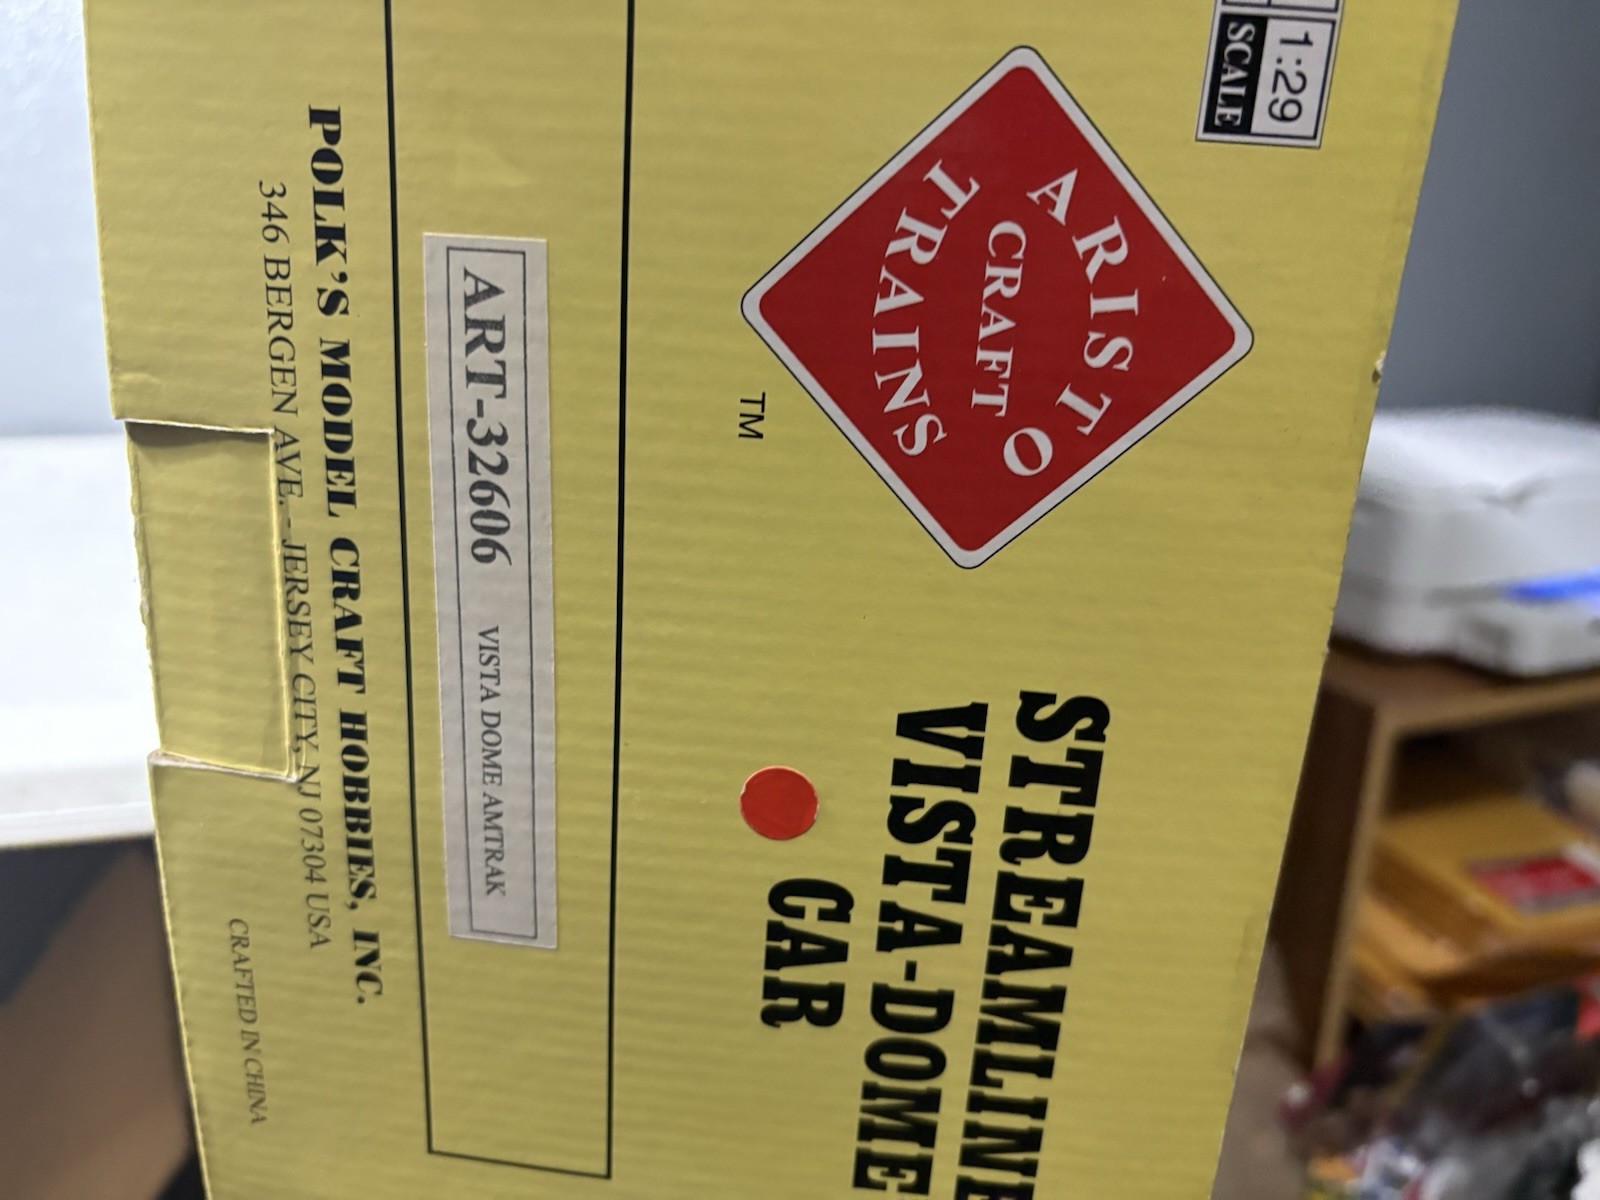 1:29
SCALE
ARISTO
CRAFT
TRAINS
TM
STREAMLINE
VISTA-DOME
CAR
ART-32606 VISTA DOME AMTRAK
POLK'S MODEL CRAFT HOBBIES, INC.
346 BERGEN AVE. - JERSEY CITY, NJ 07304 USA
CRAFTED IN CHINA